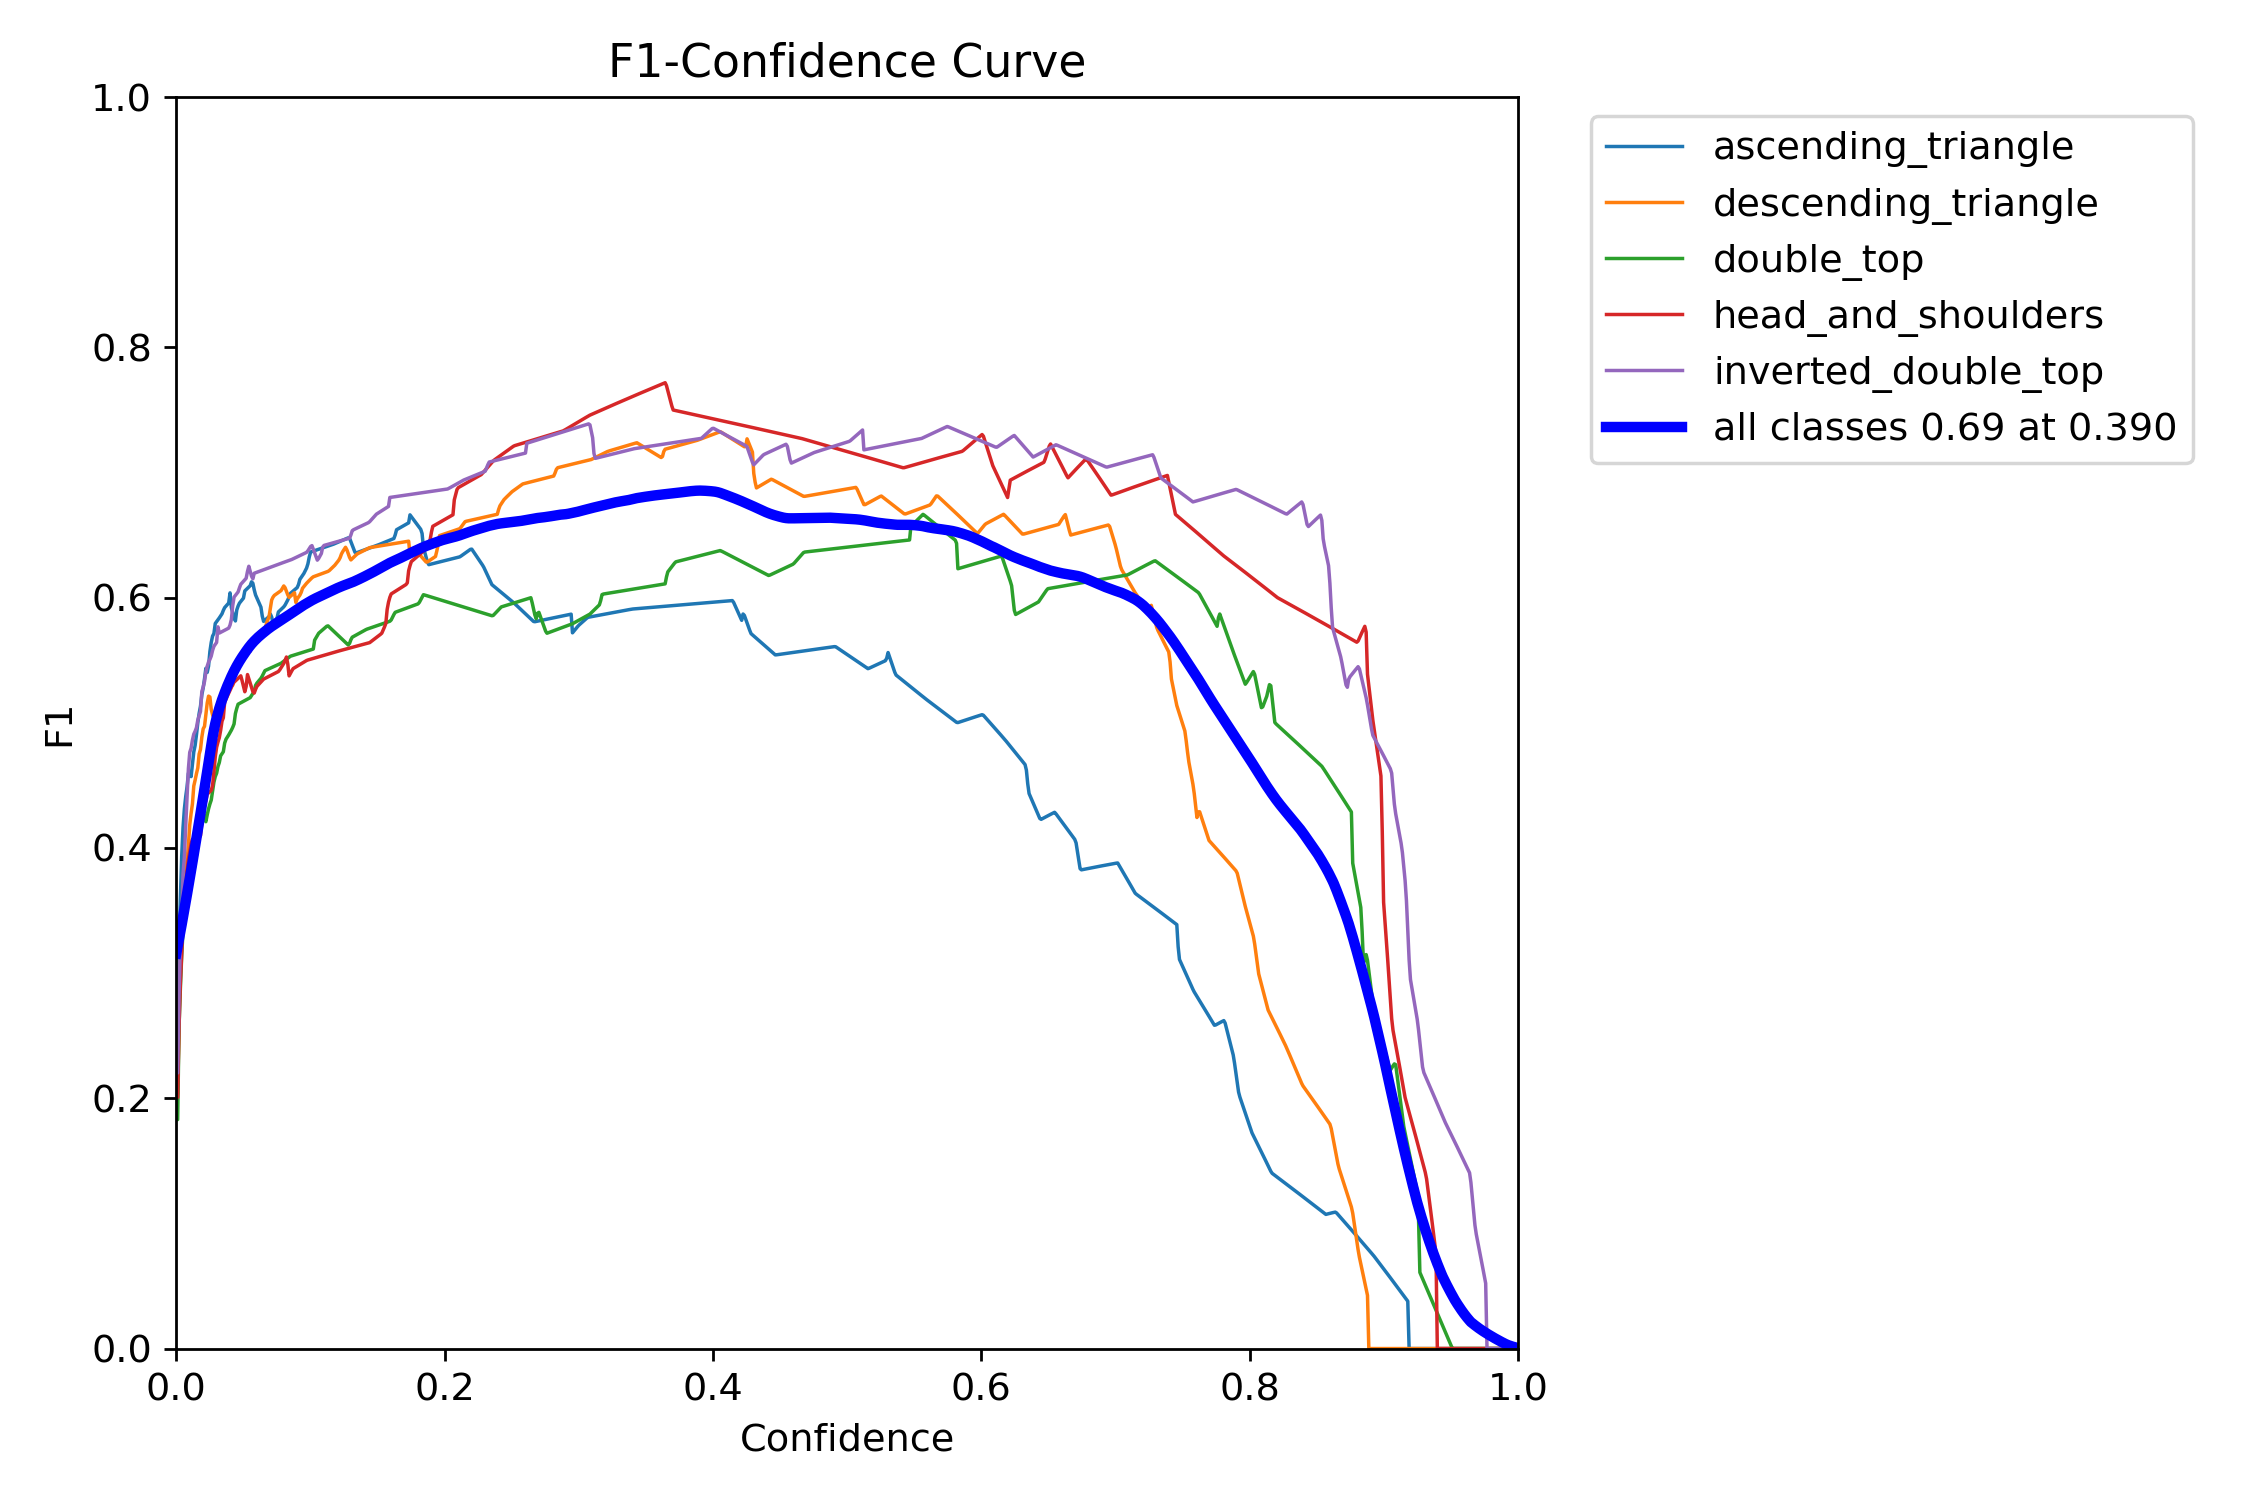 F1-Confidence Curve
1.0
0.8
0.6
0.4
0.2
0.0
F1
0.0 0.2 0.4 0.6 0.8 1.0
Confidence
ascending_triangle
descending_triangle
double_top
head_and_shoulders
inverted_double_top
all classes 0.69 at 0.390